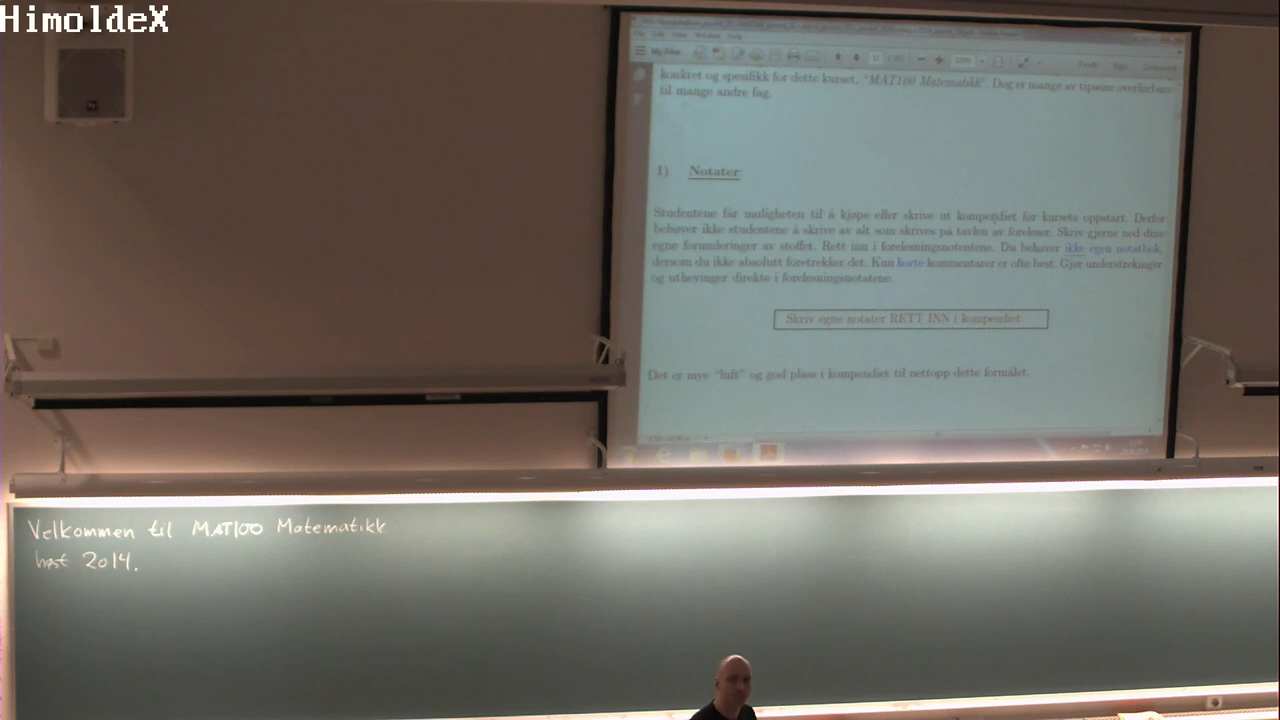 HimoldeX
My Files
konkret og spesifikk for dette kurset, "MAT100 Matematikk". Dog er mange av tipsene overførbare
til mange andre fag.
1) Notater:
Studentene får muligheten til å kjøpe eller skrive ut kompendiet før kursets oppstart. Derfor
behøver ikke studentene å skrive av alt som skrives på tavlen av foreleser. Skriv gjerne ned dine
egne formuleringer av stoffet. Rett inn i forelesningsnotatene. Du behøver ikke egen notatbok,
dersom du ikke absolutt foretrekker det. Kun korte kommentarer er ofte best. Gjør understrekinger
og uthevinger direkte i forelesningsnotatene.
Skriv egne notater RETT INN i kompendiet
Det er mye "luft" og god plass i kompendiet til nettopp dette formålet.
Velkommen til MAT100 Matematikk
høst 2014.